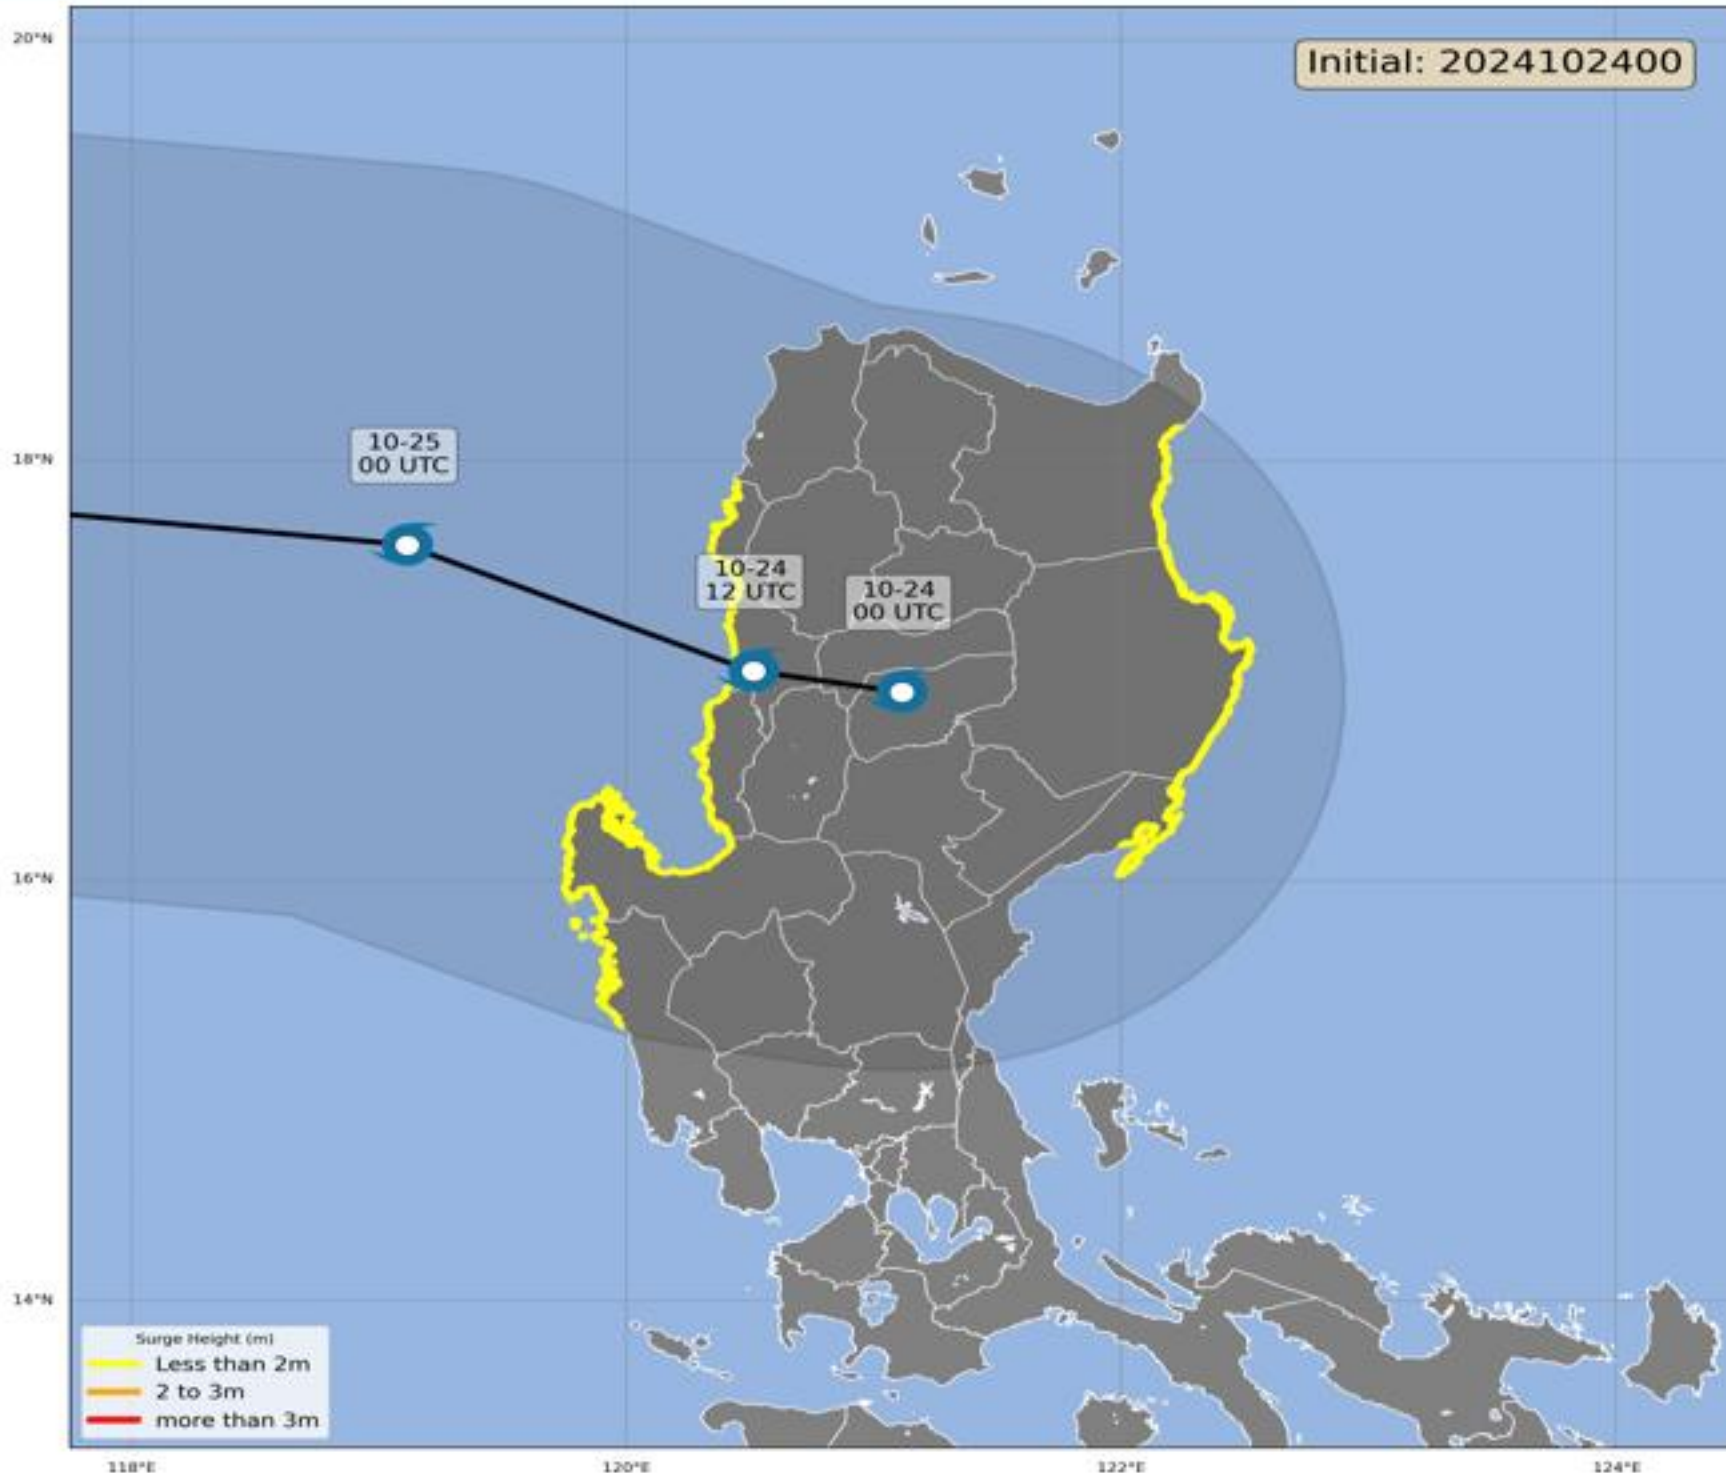 20°N
Initial: 2024102400
18°N
10-25
00 UTC
10-24
12 UTC
10-24
00 UTC
16°N
14°N
Surge Height (m)
Less than 2m
2 to 3m
more than 3m
118°E
120°E
122°E
124°E